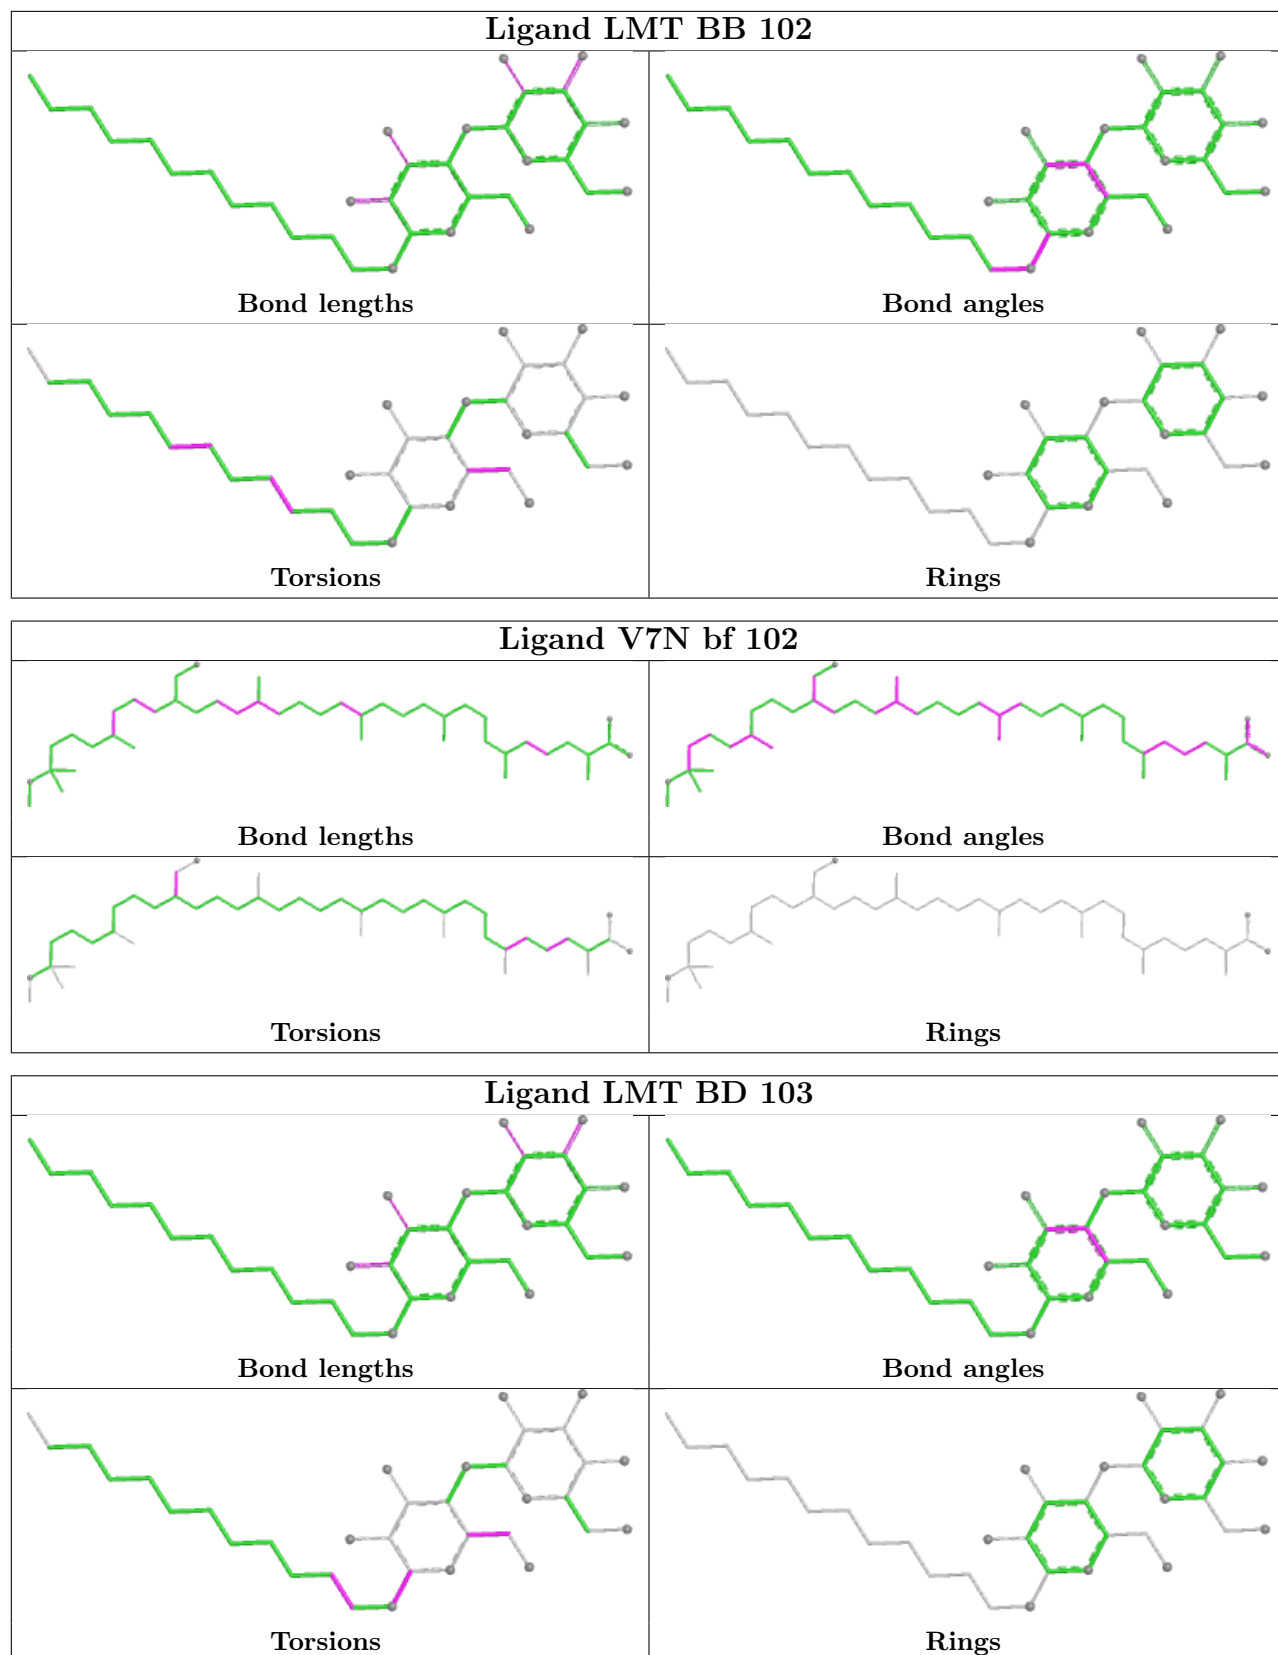 Ligand LMT BB 102
Bond lengths
Bond angles
Torsions
Rings
Ligand V7N bf 102
Bond lengths
Bond angles
Torsions
Rings
Ligand LMT BD 103
Bond lengths
Bond angles
Torsions
Rings